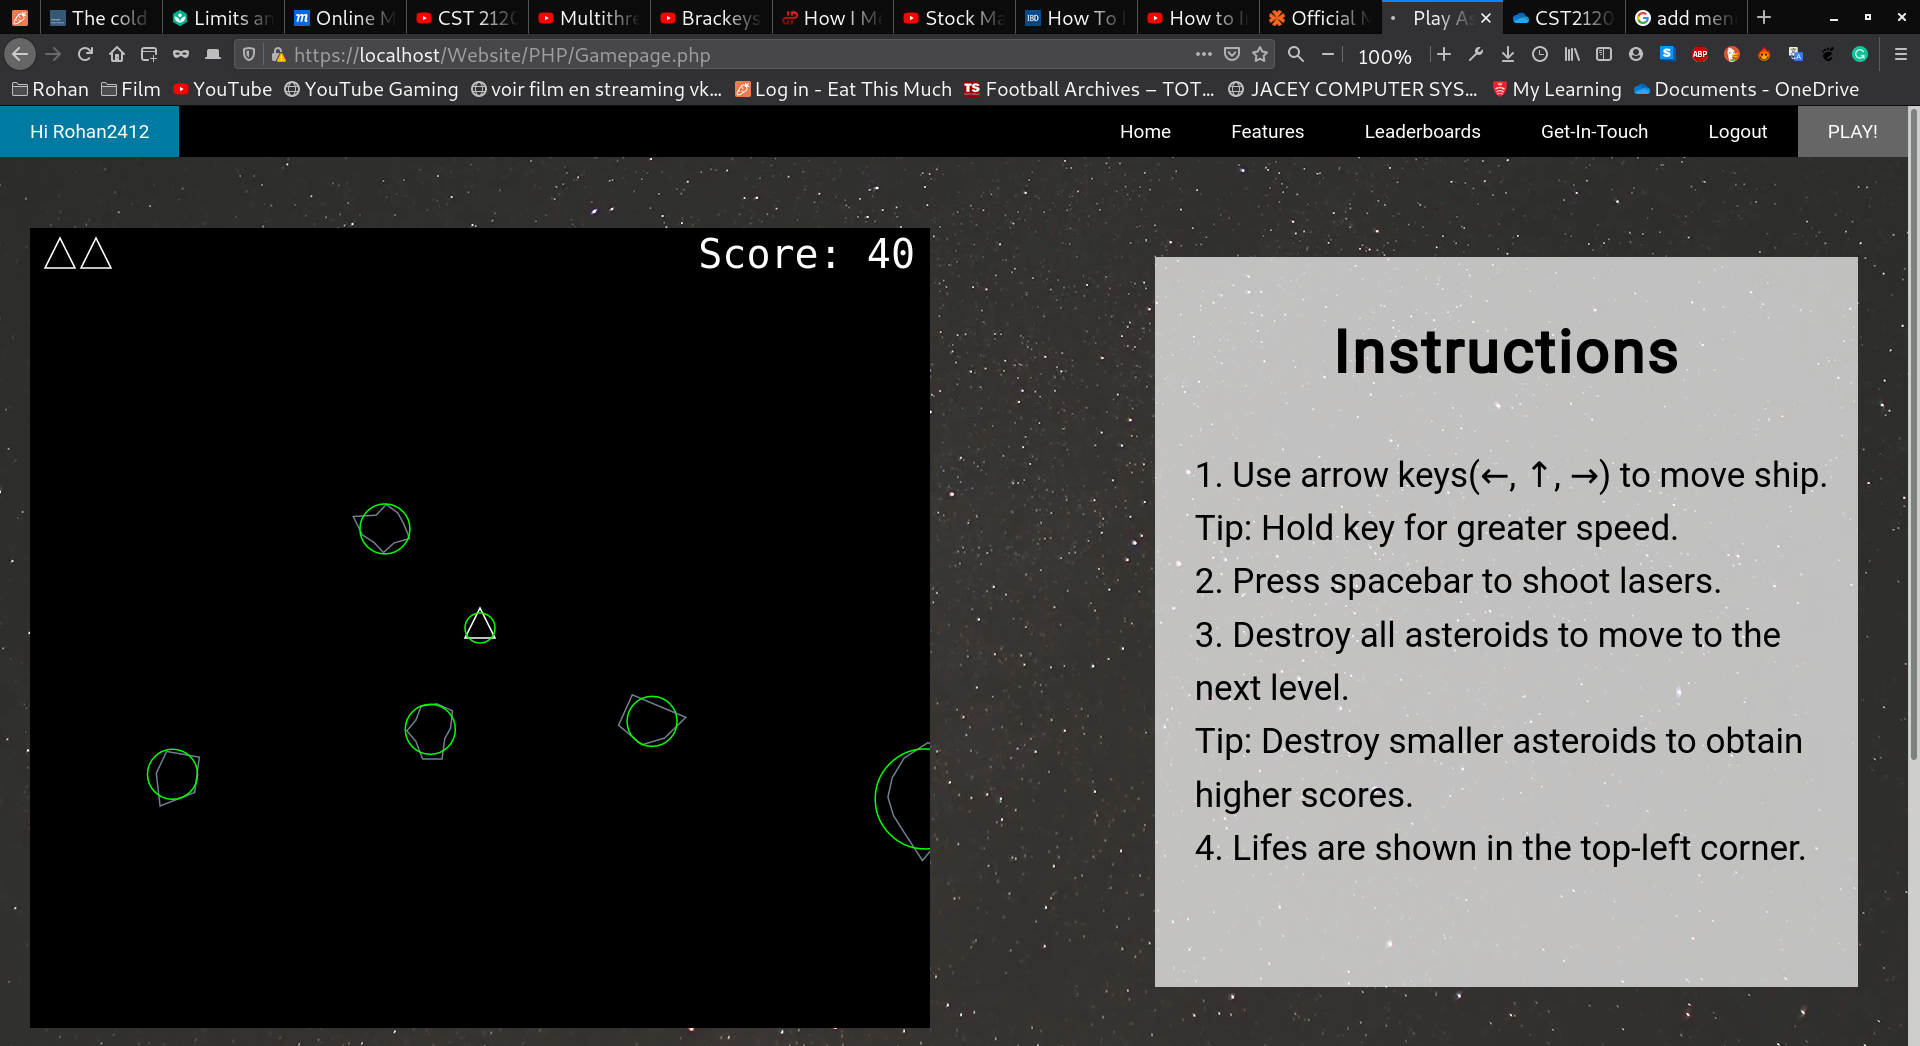 The cold
Limits an
Online M
CST 212
Multithre
Brackeys
How I M
Stock Ma
How To
How to I
Official
Play As
CST2120
add men
https://localhost/Website/PHP/Gamepage.php
100%
Rohan
Film
YouTube
YouTube Gaming
voir film en streaming vk...
Log in - Eat This Much
Football Archives – TOT...
JACEY COMPUTER SYS...
My Learning
Documents - OneDrive
Hi Rohan2412
Home
Features
Leaderboards
Get-In-Touch
Logout
PLAY!
Score: 40
Instructions
1. Use arrow keys(←, ↑, →) to move ship.
Tip: Hold key for greater speed.
2. Press spacebar to shoot lasers.
3. Destroy all asteroids to move to the
next level.
Tip: Destroy smaller asteroids to obtain
higher scores.
4. Lifes are shown in the top-left corner.